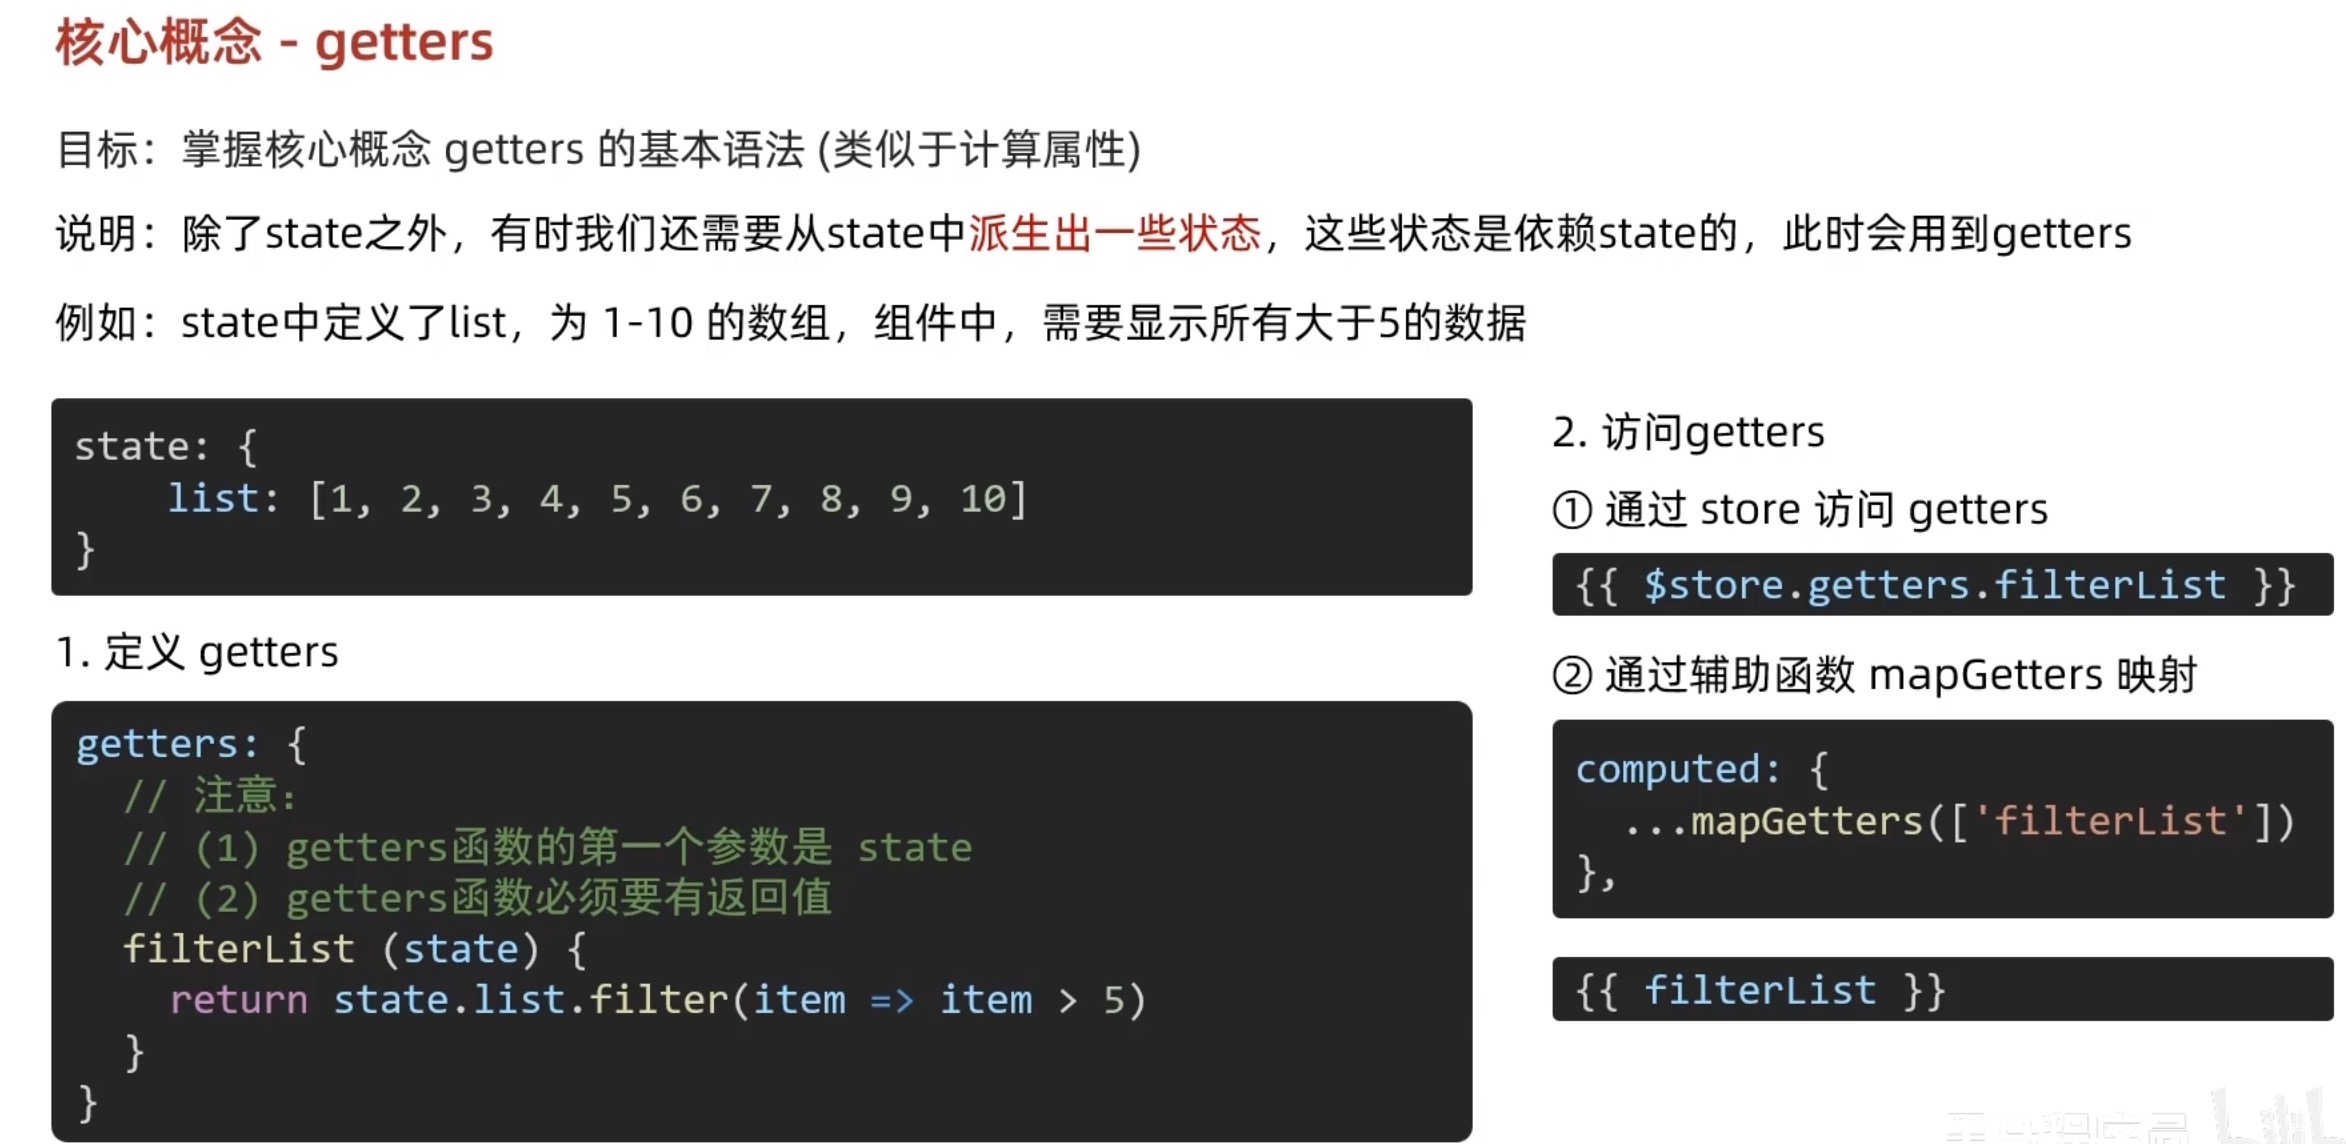 核心概念 - getters
目标：掌握核心概念 getters 的基本语法 (类似于计算属性)
说明：除了state之外，有时我们还需要从state中派生出一些状态，这些状态是依赖state的，此时会用到getters
例如：state中定义了list，为 1-10 的数组，组件中，需要显示所有大于5的数据
state: {
    list: [1, 2, 3, 4, 5, 6, 7, 8, 9, 10]
}
1. 定义 getters
getters: {
  // 注意：
  // (1) getters函数的第一个参数是 state
  // (2) getters函数必须要有返回值
  filterList (state) {
    return state.list.filter(item => item > 5)
  }
}
2. 访问getters
① 通过 store 访问 getters
{{ $store.getters.filterList }}
② 通过辅助函数 mapGetters 映射
computed: {
  ...mapGetters(['filterList'])
},
{{ filterList }}